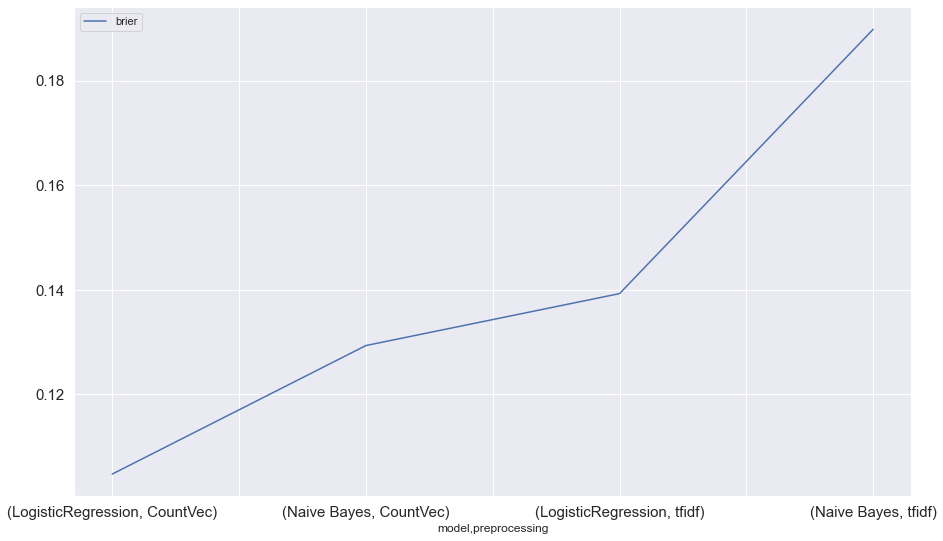 brier
0.18
0.16
0.14
0.12
(LogisticRegression, CountVec) (Naive Bayes, CountVec) (LogisticRegression, tfidf) (Naive Bayes, tfidf)
model,preprocessing